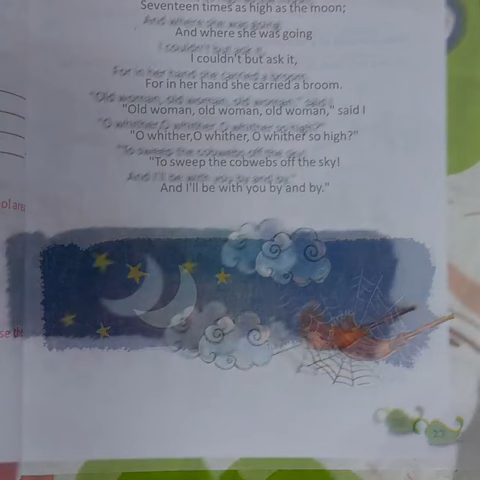 Seventeen times as high as the moon;
And where she was going
I couldn't but ask it,
For in her hand she carried a broom.
"Old woman, old woman, old woman," said I
"O whither,O whither, O whither so high?"
"To sweep the cobwebs off the sky!
And I'll be with you by and by."